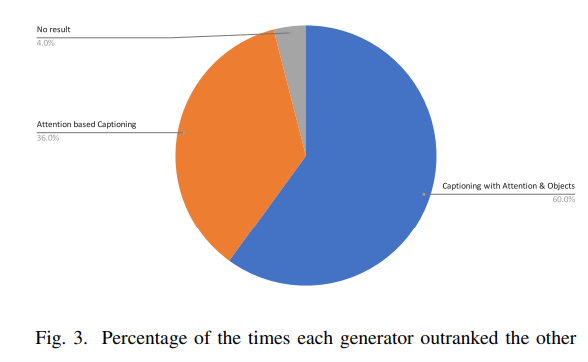 No result
4.0%
Attention based Captioning
36.0%
Captioning with Attention & Objects
60.0%
Fig. 3. Percentage of the times each generator outranked the other